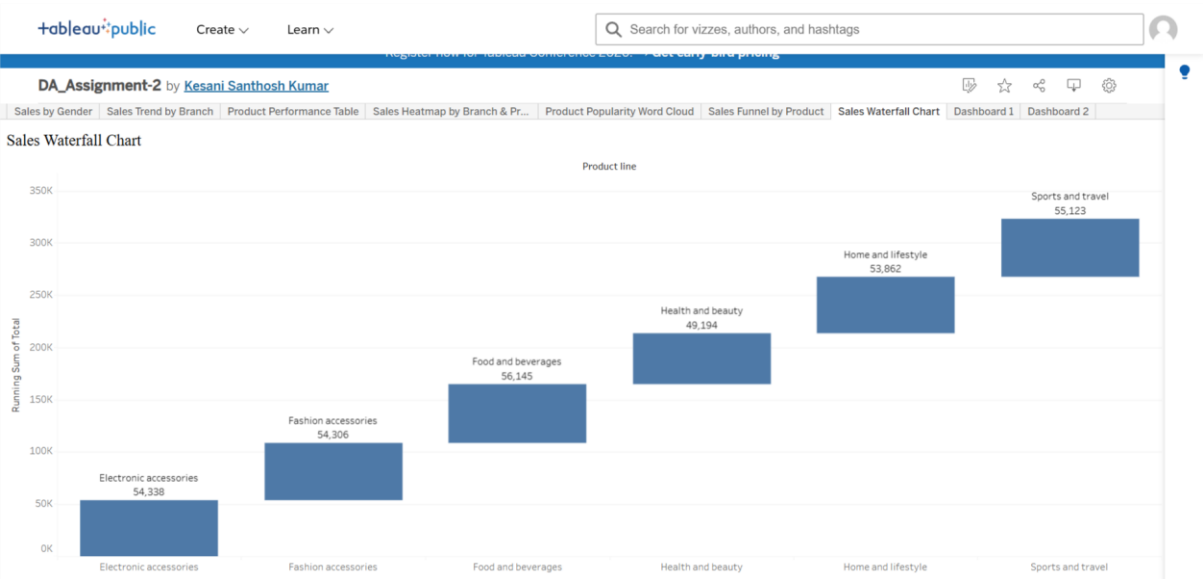 +ableau public
Create
Learn
Search for vizzes, authors, and hashtags
DA_Assignment-2 by Kesani Santhosh Kumar
Sales by Gender
Sales Trend by Branch
Product Performance Table
Sales Heatmap by Branch & Pr...
Product Popularity Word Cloud
Sales Funnel by Product
Sales Waterfall Chart
Dashboard 1
Dashboard 2
Sales Waterfall Chart
Product line
Running Sum of Total
350K
300K
250K
200K
150K
100K
50K
0K
Electronic accessories
54,338
Fashion accessories
54,306
Food and beverages
56,145
Health and beauty
49,194
Home and lifestyle
53,862
Sports and travel
55,123
Electronic accessories
Fashion accessories
Food and beverages
Health and beauty
Home and lifestyle
Sports and travel